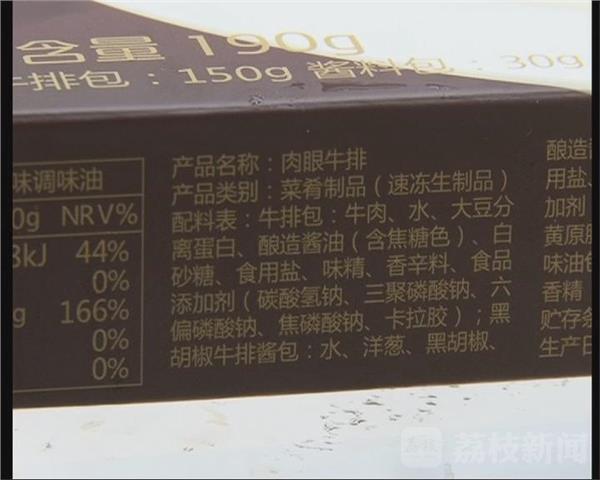 含量 190g
牛排包：150g 酱料包：30g
味调味油
0g NRV%
8kJ 44%
0%
g 166%
0%
0%
产品名称：肉眼牛排
产品类别：菜肴制品（速冻生制品）
配料表：牛排包：牛肉、水、大豆分
离蛋白、酿造酱油（含焦糖色）、白
砂糖、食用盐、味精、香辛料、食品
添加剂（碳酸氢钠、三聚磷酸钠、六
偏磷酸钠、焦磷酸钠、卡拉胶）；黑
胡椒牛排酱包：水、洋葱、黑胡椒、
酿造酱
用盐、
加剂
黄原胶
味油包
香精
贮存条
生产日
荔枝新闻